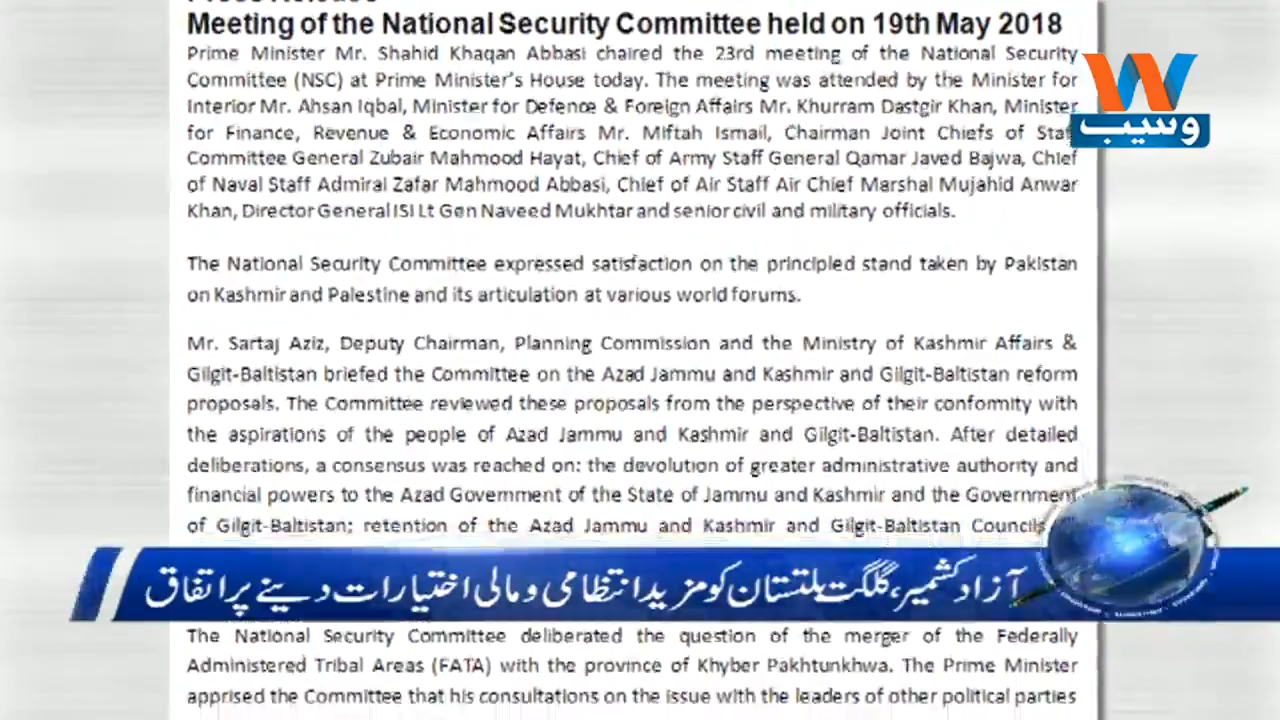 Press Release
Meeting of the National Security Committee held on 19th May 2018
Prime Minister Mr. Shahid Khaqan Abbasi chaired the 23rd meeting of the National Security
Committee (NSC) at Prime Minister's House today. The meeting was attended by the Minister for
Interior Mr. Ahsan Iqbal, Minister for Defence & Foreign Affairs Mr. Khurram Dastgir Khan, Minister
for Finance, Revenue & Economic Affairs Mr. Miftah Ismail, Chairman Joint Chiefs of Staff
Committee General Zubair Mahmood Hayat, Chief of Army Staff General Qamar Javed Bajwa, Chief
of Naval Staff Admiral Zafar Mahmood Abbasi, Chief of Air Staff Air Chief Marshal Mujahid Anwar
Khan, Director General ISI Lt Gen Naveed Mukhtar and senior civil and military officials.
وسیب
The National Security Committee expressed satisfaction on the principled stand taken by Pakistan
on Kashmir and Palestine and its articulation at various world forums.
Mr. Sartaj Aziz, Deputy Chairman, Planning Commission and the Ministry of Kashmir Affairs &
Gilgit-Baltistan briefed the Committee on the Azad Jammu and Kashmir and Gilgit-Baltistan reform
proposals. The Committee reviewed these proposals from the perspective of their conformity with
the aspirations of the people of Azad Jammu and Kashmir and Gilgit-Baltistan. After detailed
deliberations, a consensus was reached on: the devolution of greater administrative authority and
financial powers to the Azad Government of the State of Jammu and Kashmir and the Government
of Gilgit-Baltistan; retention of the Azad Jammu and Kashmir and Gilgit-Baltistan Councils
آزاد کشمیر، گلگت بلتستان کو مزید انتظامی و مالی اختیارات دینے پر اتفاق
The National Security Committee deliberated the question of the merger of the Federally
Administered Tribal Areas (FATA) with the province of Khyber Pakhtunkhwa. The Prime Minister
apprised the Committee that his consultations on the issue with the leaders of other political parties